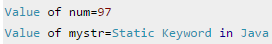 Value of num=97
Value of mystr=Static Keyword in Java